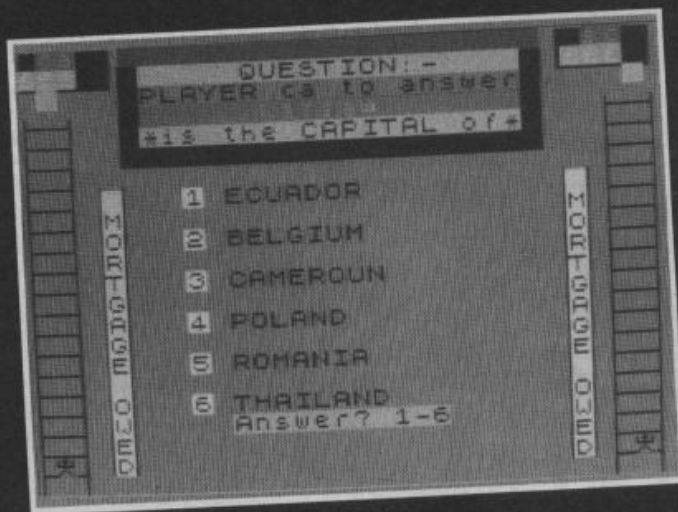 QUESTION:-
PLAYER ca to answer
*is the CAPITAL of*
1 ECUADOR
2 BELGIUM
3 CAMEROUN
4 POLAND
5 ROMANIA
6 THAILAND
Answer? 1-6
MORTGAGE OWED
MORTGAGE OWED